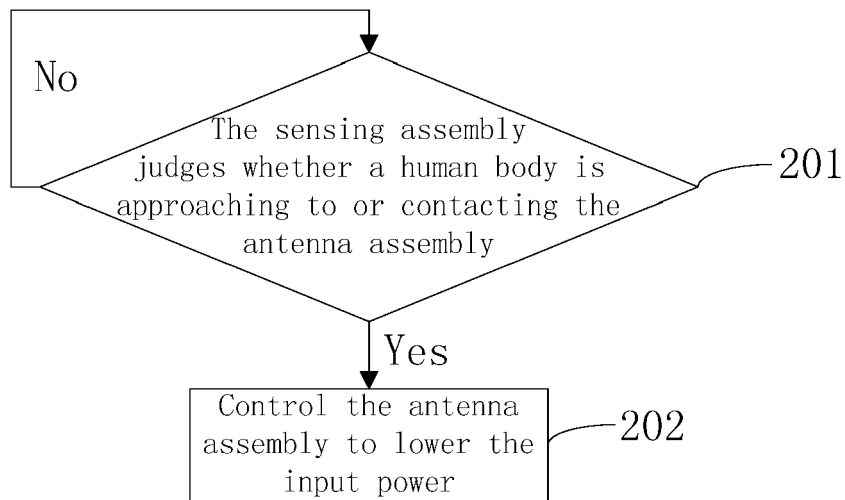 No
The sensing assembly
judges whether a human body is
approaching to or contacting the
antenna assembly
201
Yes
Control the antenna
assembly to lower the
input power
202